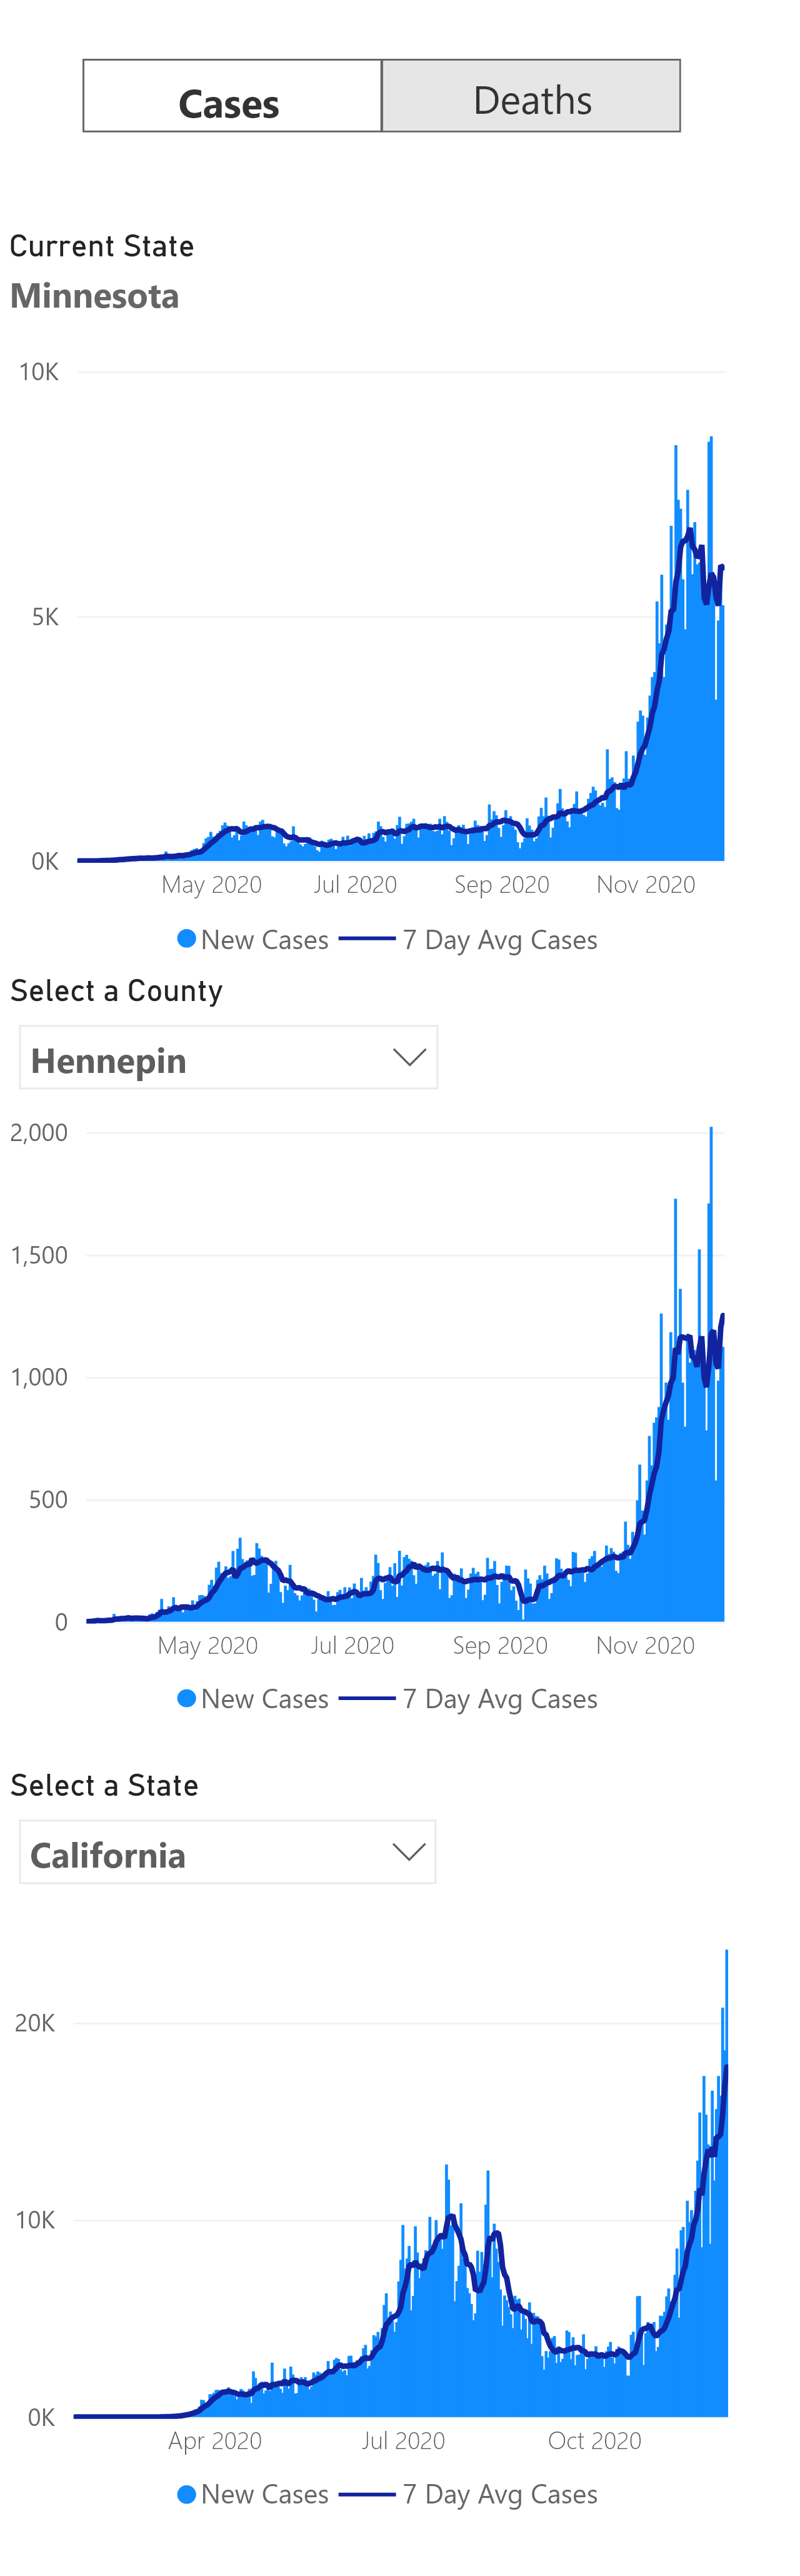 Cases Deaths
Current State
Minnesota
10K
5K
0K
May 2020 Jul 2020 Sep 2020 Nov 2020
New Cases 7 Day Avg Cases
Select a County
Hennepin
2,000
1,500
1,000
500
0
May 2020 Jul 2020 Sep 2020 Nov 2020
New Cases 7 Day Avg Cases
Select a State
California
20K
10K
0K
Apr 2020 Jul 2020 Oct 2020
New Cases 7 Day Avg Cases